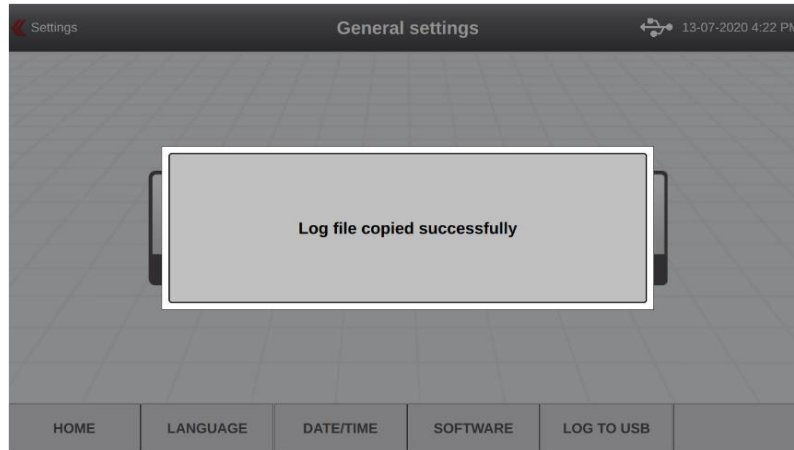 Settings
General settings
13-07-2020 4:22 PM
Log file copied successfully
HOME
LANGUAGE
DATE/TIME
SOFTWARE
LOG TO USB